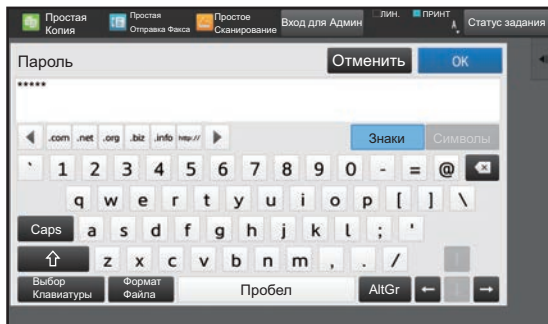 Простая Копия
Простая Отправка Факса
Простое Сканирование
Вход для Админ
ЛИН.
ПРИНТ
Статус задания
Пароль
Отменить
OK
*****
.com .net .org .biz .info http://
Знаки
Символы
` 1 2 3 4 5 6 7 8 9 0 - = @
q w e r t y u i o p [ ] \
Caps a s d f g h j k l ; '
z x c v b n m , . /
Выбор Клавиатуры
Формат Файла
Пробел
AltGr